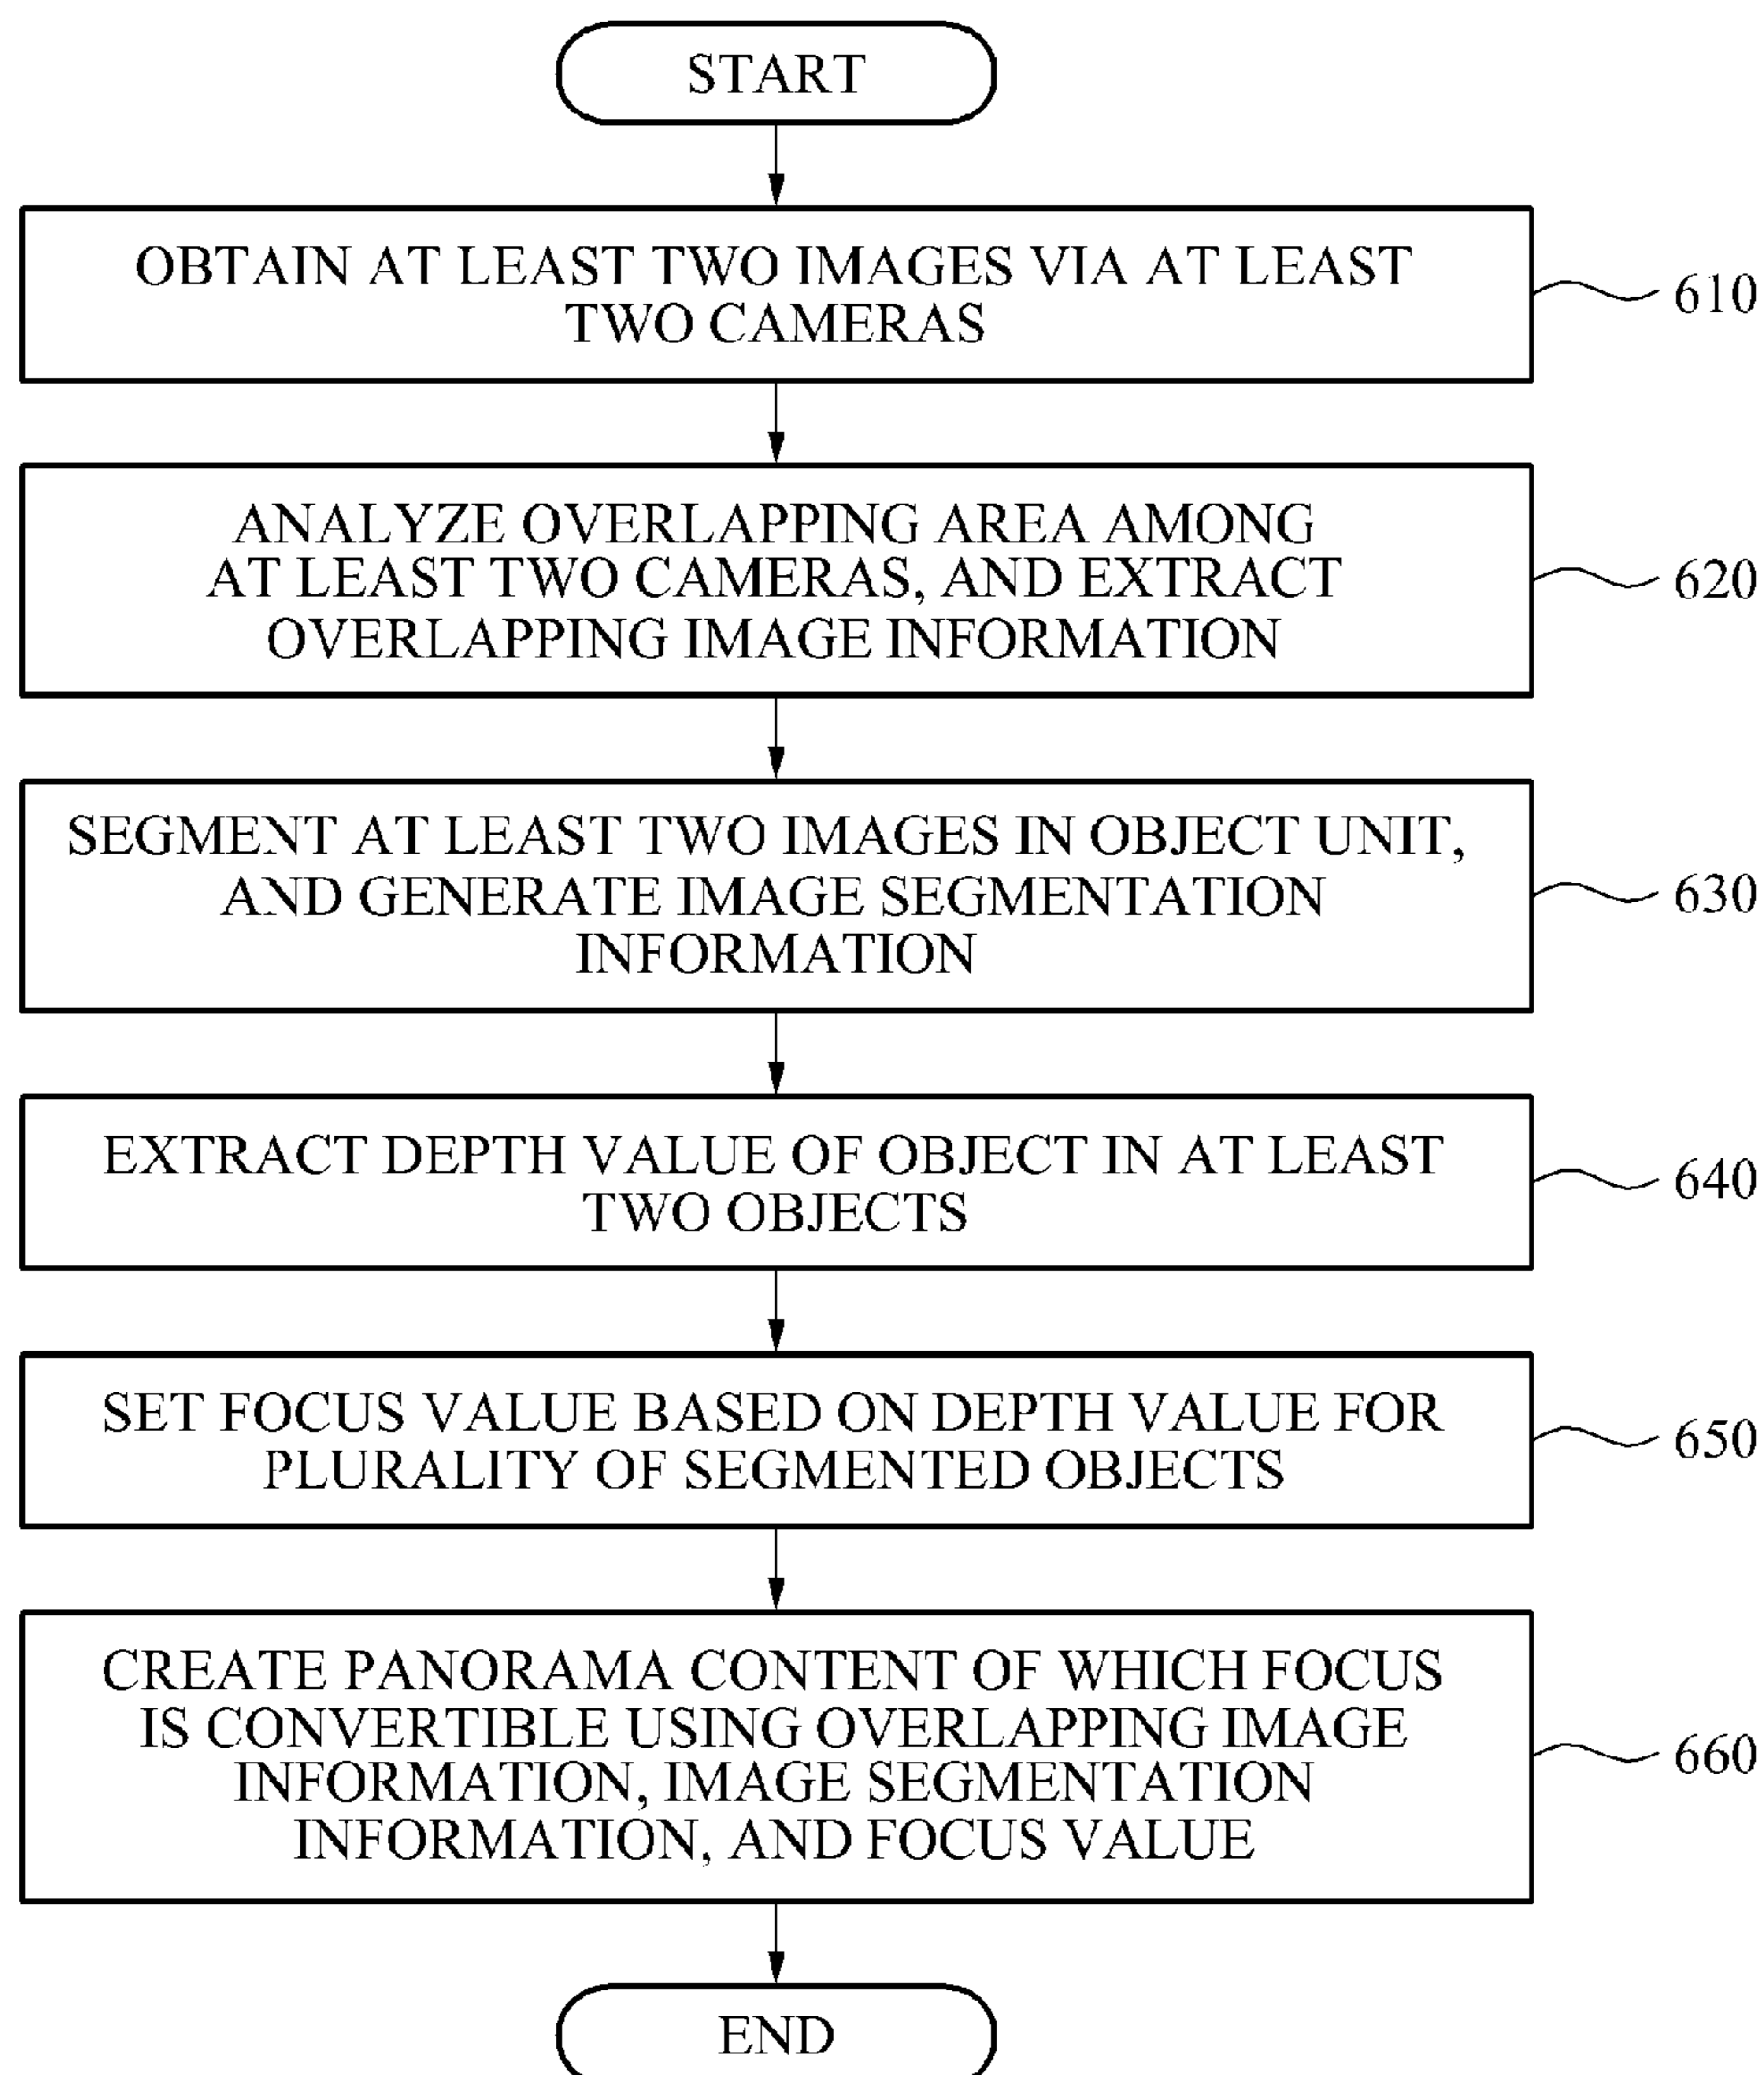 START
OBTAIN AT LEAST TWO IMAGES VIA AT LEAST
TWO CAMERAS
610
ANALYZE OVERLAPPING AREA AMONG
AT LEAST TWO CAMERAS, AND EXTRACT
OVERLAPPING IMAGE INFORMATION
620
SEGMENT AT LEAST TWO IMAGES IN OBJECT UNIT,
AND GENERATE IMAGE SEGMENTATION
INFORMATION
630
EXTRACT DEPTH VALUE OF OBJECT IN AT LEAST
TWO OBJECTS
640
SET FOCUS VALUE BASED ON DEPTH VALUE FOR
PLURALITY OF SEGMENTED OBJECTS
650
CREATE PANORAMA CONTENT OF WHICH FOCUS
IS CONVERTIBLE USING OVERLAPPING IMAGE
INFORMATION, IMAGE SEGMENTATION
INFORMATION, AND FOCUS VALUE
660
END